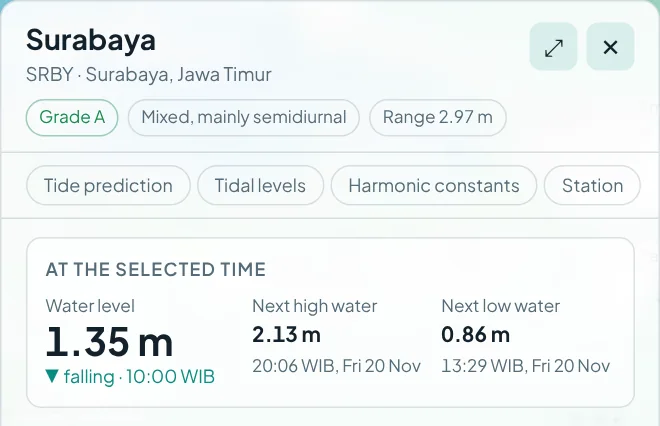 Surabaya
SRBY · Surabaya, Jawa Timur
Grade A
Mixed, mainly semidiurnal
Range 2.97 m
Tide prediction
Tidal levels
Harmonic constants
Station
AT THE SELECTED TIME
Water level
1.35 m
▼ falling · 10:00 WIB
Next high water
2.13 m
20:06 WIB, Fri 20 Nov
Next low water
0.86 m
13:29 WIB, Fri 20 Nov